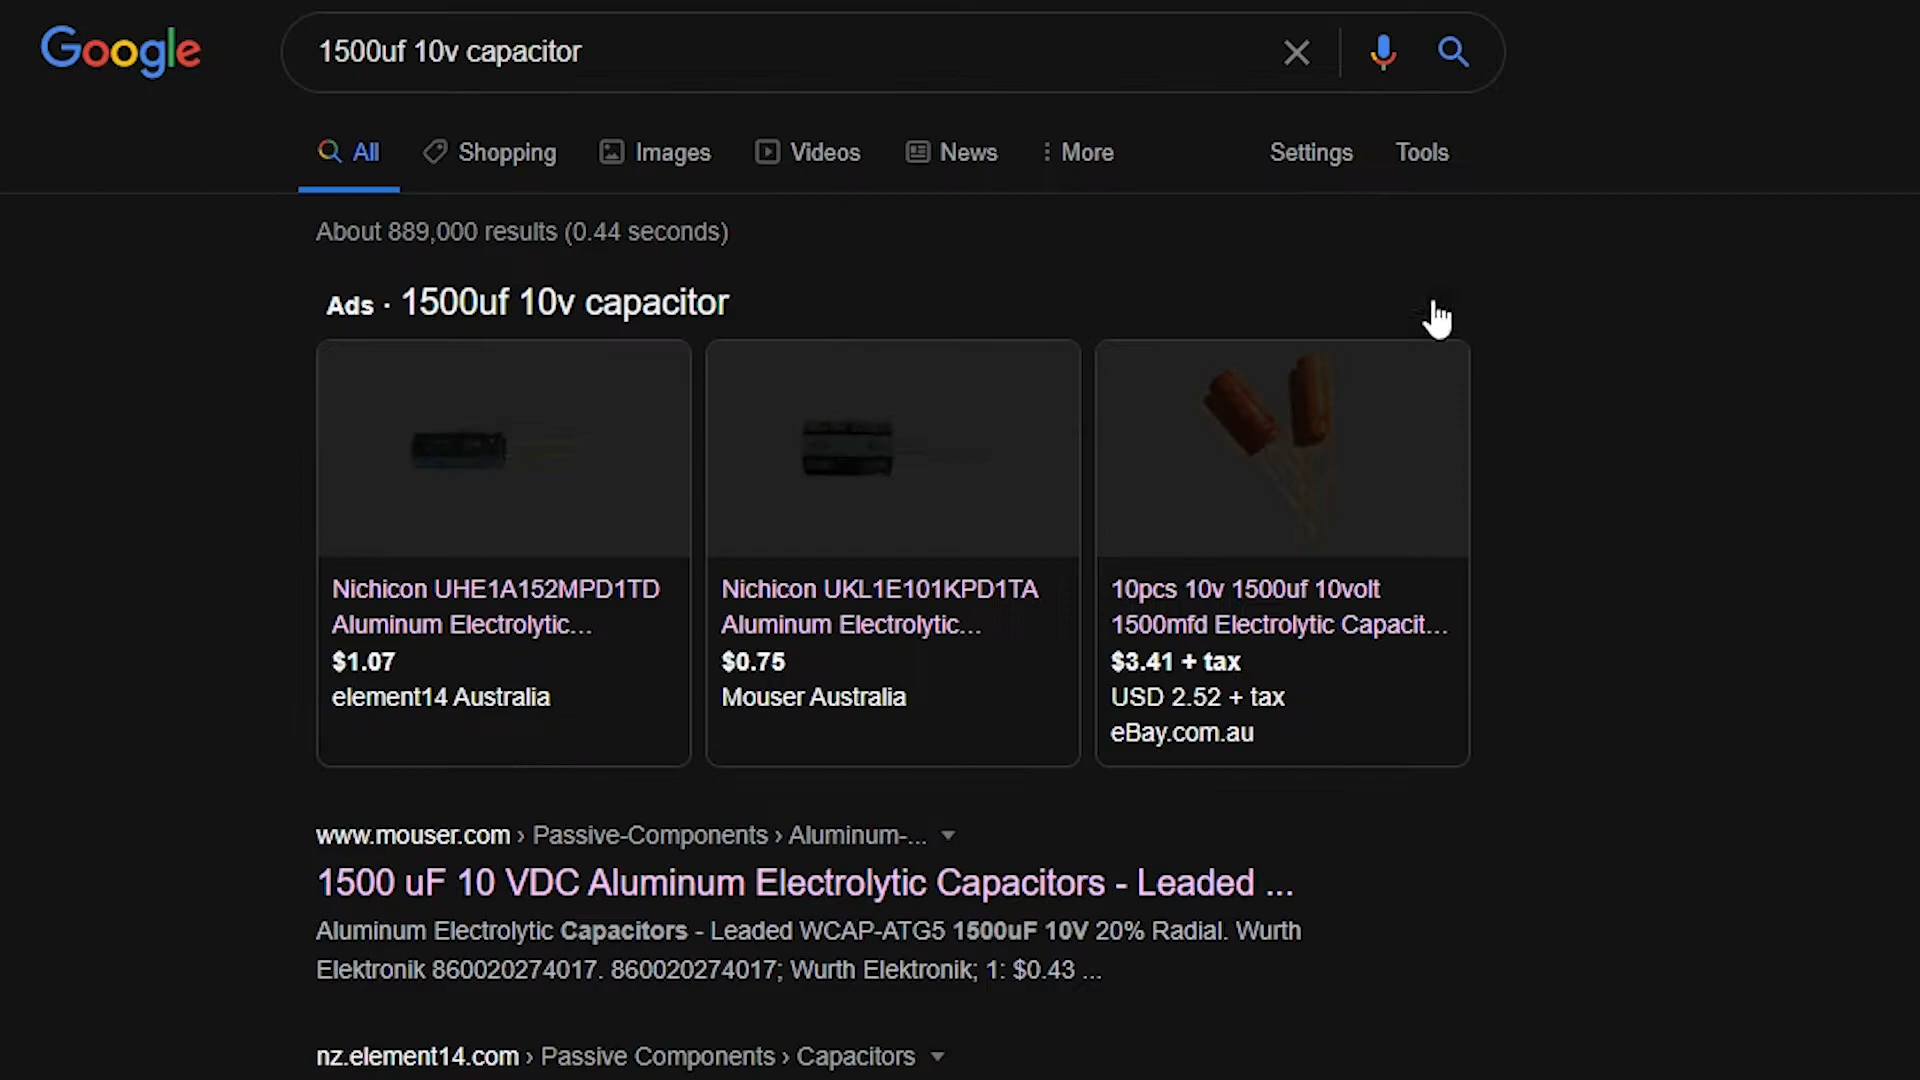 Google
1500uf 10v capacitor
All
Shopping
Images
Videos
News
More
Settings
Tools
About 889,000 results (0.44 seconds)
Ads · 1500uf 10v capacitor
Nichicon UHE1A152MPD1TD
Aluminum Electrolytic...
$1.07
element14 Australia
Nichicon UKL1E101KPD1TA
Aluminum Electrolytic...
$0.75
Mouser Australia
10pcs 10v 1500uf 10volt
1500mfd Electrolytic Capacit...
$3.41 + tax
USD 2.52 + tax
eBay.com.au
www.mouser.com › Passive-Components › Aluminum-...
1500 uF 10 VDC Aluminum Electrolytic Capacitors - Leaded ...
Aluminum Electrolytic Capacitors - Leaded WCAP-ATG5 1500uF 10V 20% Radial. Wurth
Elektronik 860020274017. 860020274017; Wurth Elektronik; 1: $0.43 ...
nz.element14.com › Passive Components › Capacitors